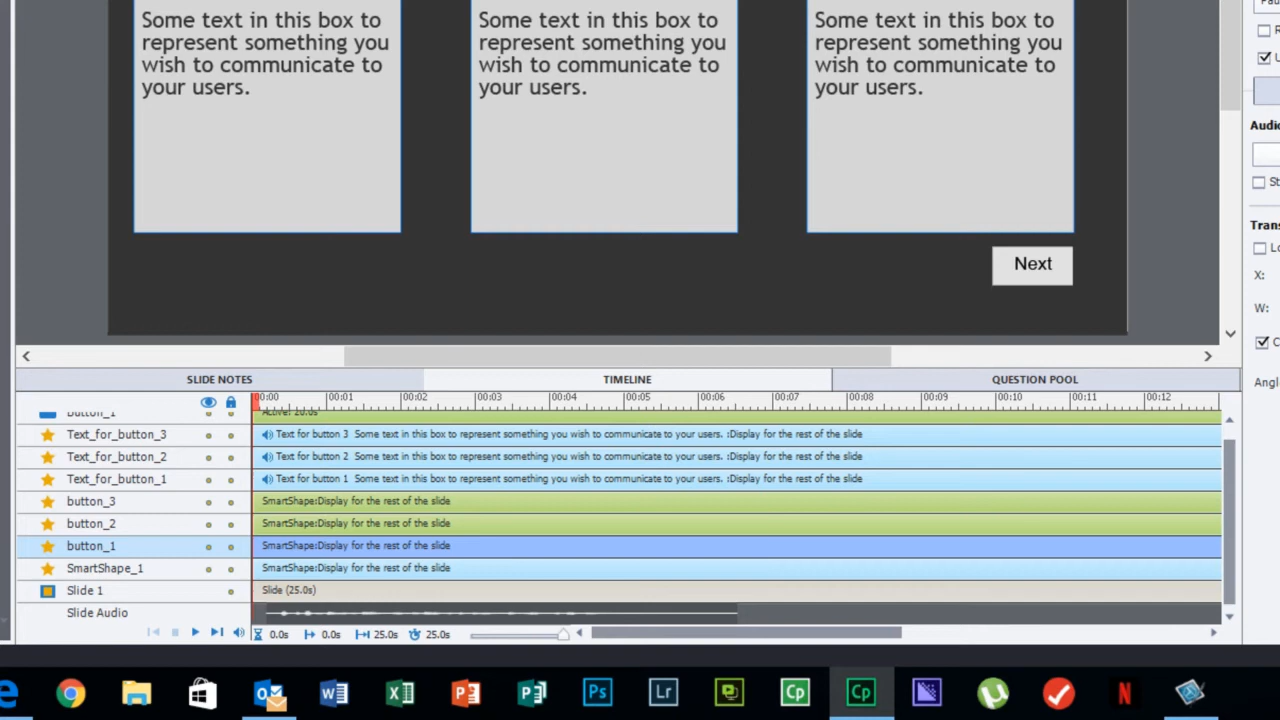 Some text in this box to
represent something you
wish to communicate to
your users.
Some text in this box to
represent something you
wish to communicate to
your users.
Some text in this box to
represent something you
wish to communicate to
your users.
Next
Audio
Trans
X:
W:
Angl
SLIDE NOTES
TIMELINE
QUESTION POOL
00:00 00:01 00:02 00:03 00:04 00:05 00:06 00:07 00:08 00:09 00:10 00:11 00:12
Button_1
Active: 20.0s
Text_for_button_3
Text for button 3 Some text in this box to represent something you wish to communicate to your users. :Display for the rest of the slide
Text_for_button_2
Text for button 2 Some text in this box to represent something you wish to communicate to your users. :Display for the rest of the slide
Text_for_button_1
Text for button 1 Some text in this box to represent something you wish to communicate to your users. :Display for the rest of the slide
button_3
SmartShape:Display for the rest of the slide
button_2
SmartShape:Display for the rest of the slide
button_1
SmartShape:Display for the rest of the slide
SmartShape_1
SmartShape:Display for the rest of the slide
Slide 1
Slide (25.0s)
Slide Audio
0.0s 0.0s 25.0s 25.0s
Ps Lr Cp Cp N